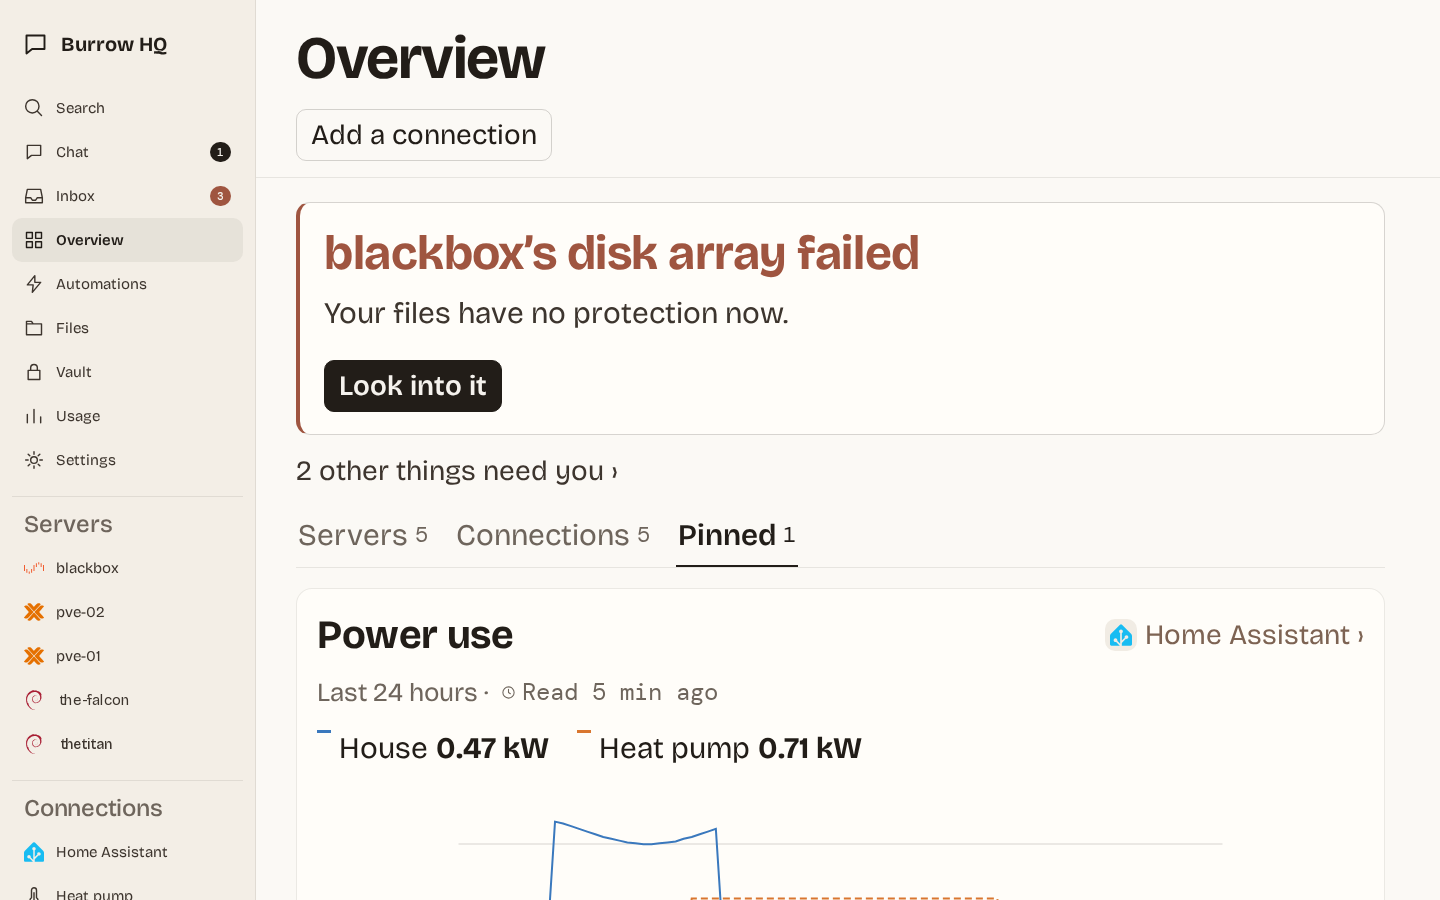 Burrow HQ
Search
Chat 1
Inbox 3
Overview
Automations
Files
Vault
Usage
Settings
Servers
blackbox
pve-02
pve-01
the-falcon
thetitan
Connections
Home Assistant
Heat pump
Overview
Add a connection
blackbox’s disk array failed
Your files have no protection now.
Look into it
2 other things need you ›
Servers 5 Connections 5 Pinned 1
Power use Home Assistant ›
Last 24 hours · Read 5 min ago
House 0.47 kW Heat pump 0.71 kW